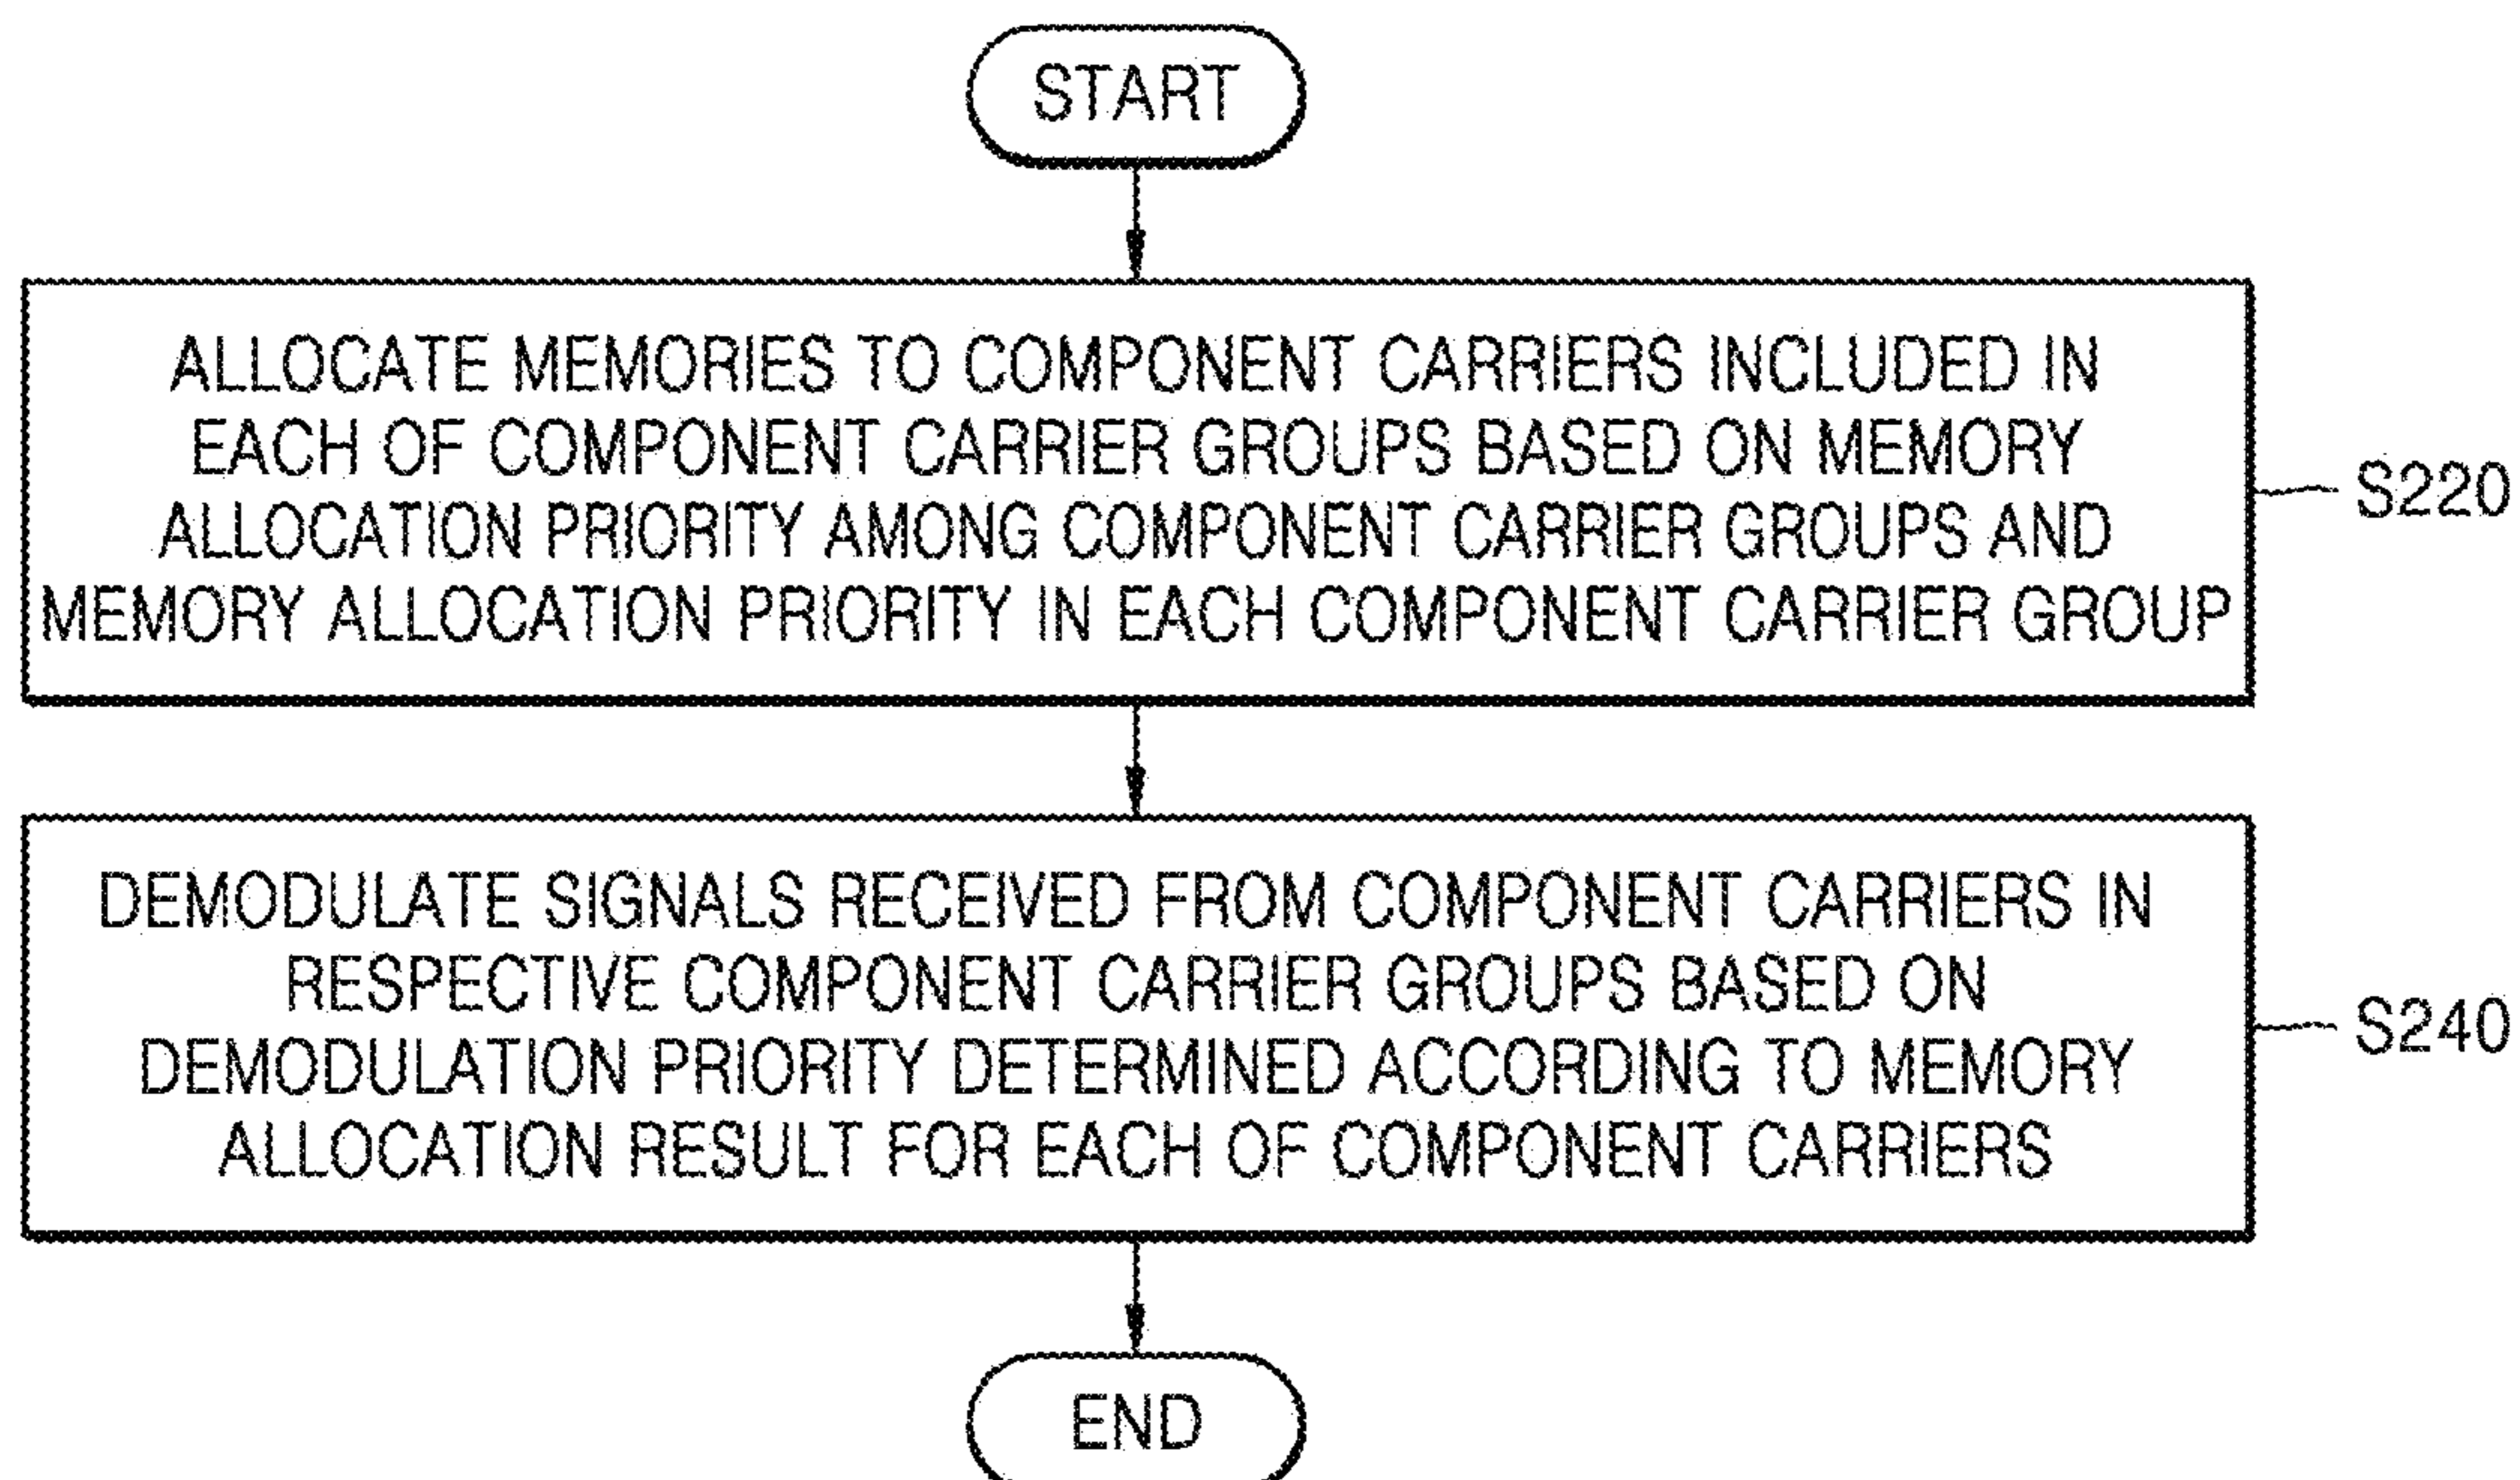 START
ALLOCATE MEMORIES TO COMPONENT CARRIERS INCLUDED IN
EACH OF COMPONENT CARRIER GROUPS BASED ON MEMORY
ALLOCATION PRIORITY AMONG COMPONENT CARRIER GROUPS AND
MEMORY ALLOCATION PRIORITY IN EACH COMPONENT CARRIER GROUP
S220
DEMODULATE SIGNALS RECEIVED FROM COMPONENT CARRIERS IN
RESPECTIVE COMPONENT CARRIER GROUPS BASED ON
DEMODULATION PRIORITY DETERMINED ACCORDING TO MEMORY
ALLOCATION RESULT FOR EACH OF COMPONENT CARRIERS
S240
END